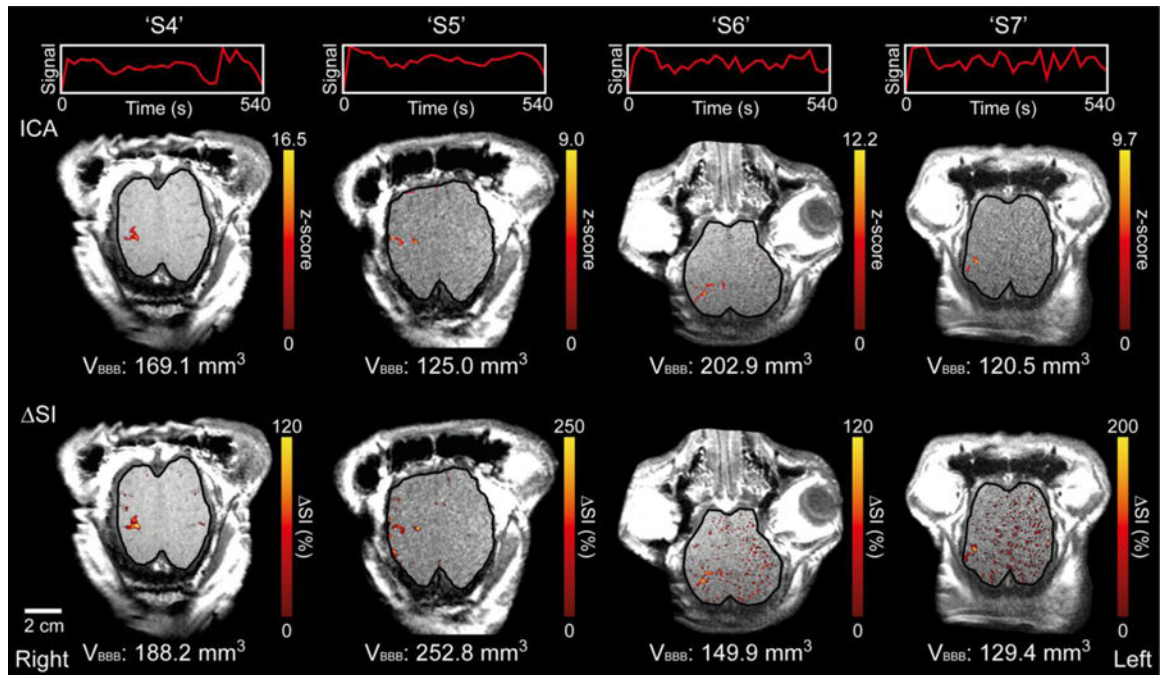 ‘S4’ ‘S5’ ‘S6’ ‘S7’
Signal Signal Signal Signal
0 Time (s) 540 0 Time (s) 540 0 Time (s) 540 0 Time (s) 540
ICA 16.5 9.0 12.2 9.7
z-score z-score z-score z-score
0 0 0 0
VBBB: 169.1 mm³ VBBB: 125.0 mm³ VBBB: 202.9 mm³ VBBB: 120.5 mm³
ΔSI 120 250 120 200
ΔSI (%) ΔSI (%) ΔSI (%) ΔSI (%)
2 cm 0 0 0 0
Right VBBB: 188.2 mm³ VBBB: 252.8 mm³ VBBB: 149.9 mm³ VBBB: 129.4 mm³ Left